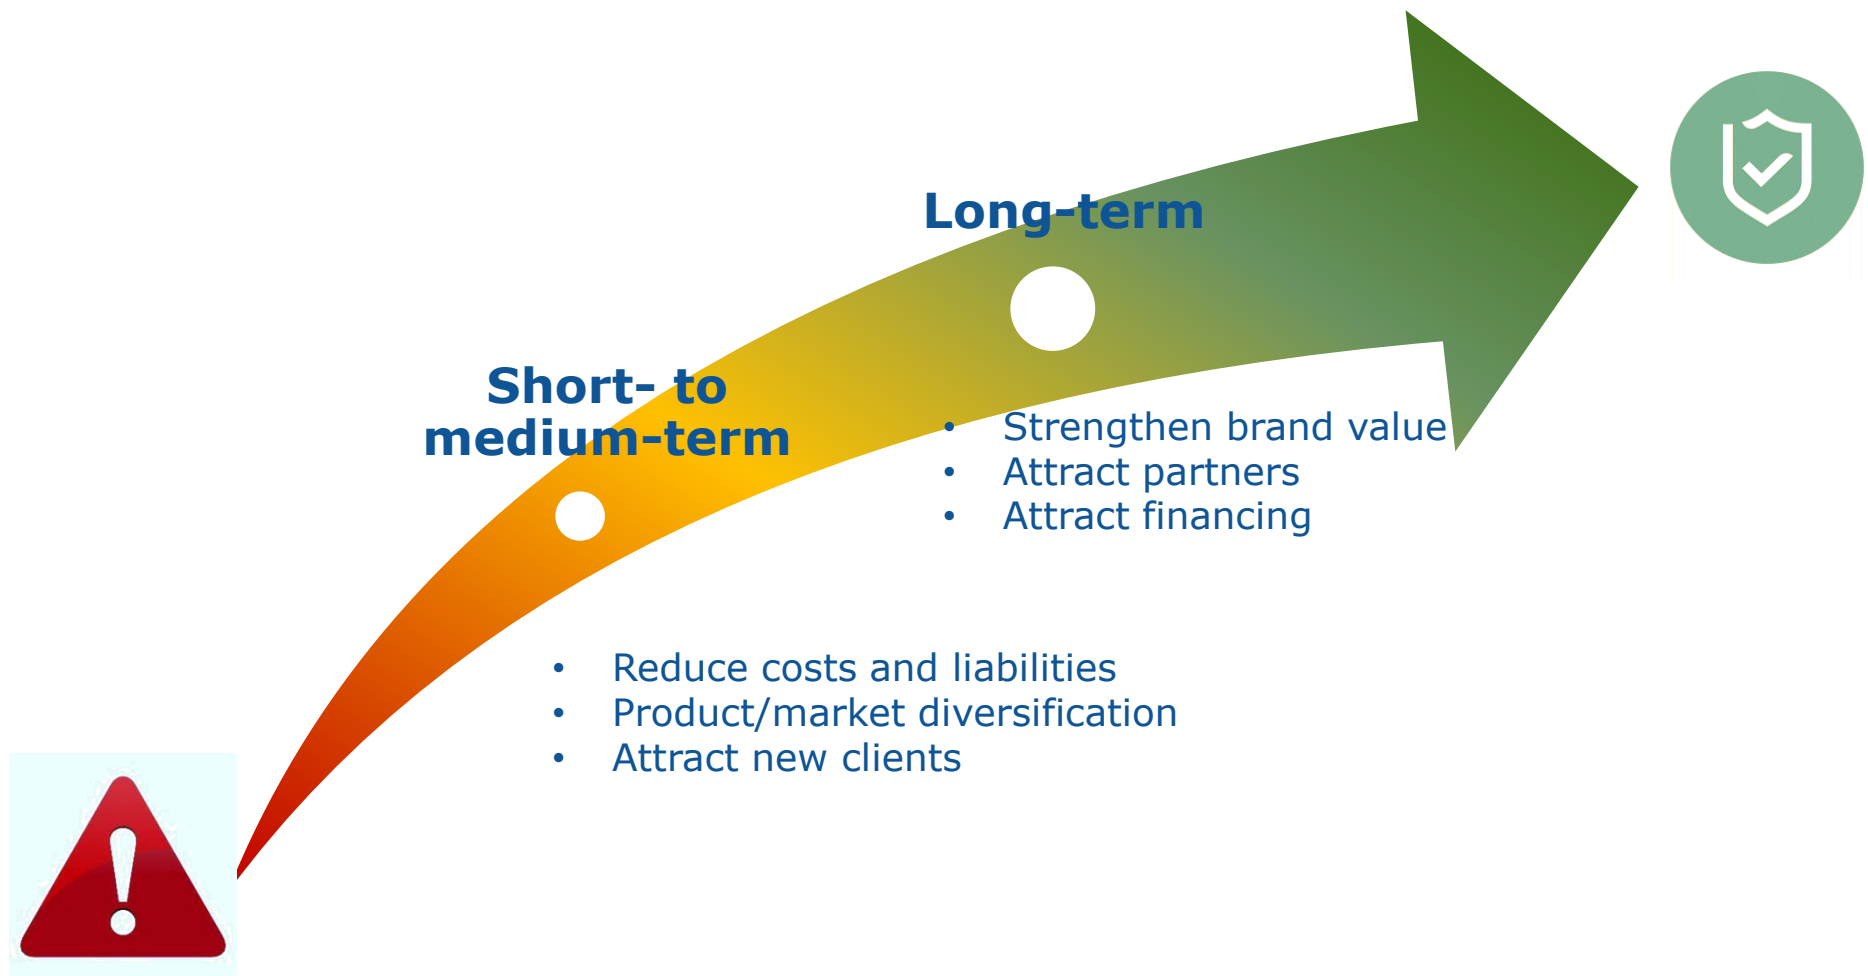 Long-term
Short- to
medium-term
• Strengthen brand value
• Attract partners
• Attract financing
• Reduce costs and liabilities
• Product/market diversification
• Attract new clients